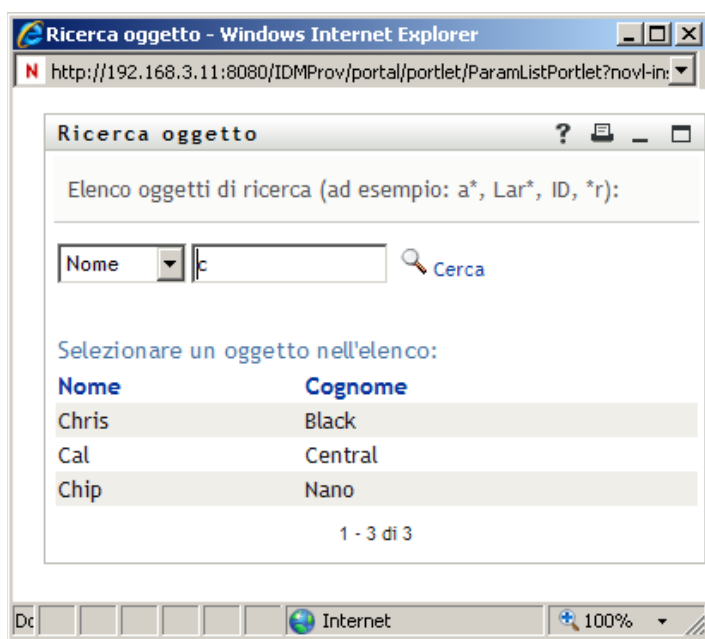 Ricerca oggetto - Windows Internet Explorer
N http://192.168.3.11:8080/IDMProv/portal/portlet/ParamListPortlet?novl-in:
Ricerca oggetto ?
Elenco oggetti di ricerca (ad esempio: a*, Lar*, ID, *r):
Nome c Cerca
Selezionare un oggetto nell'elenco:
Nome Cognome
Chris Black
Cal Central
Chip Nano
1 - 3 di 3
Internet 100%